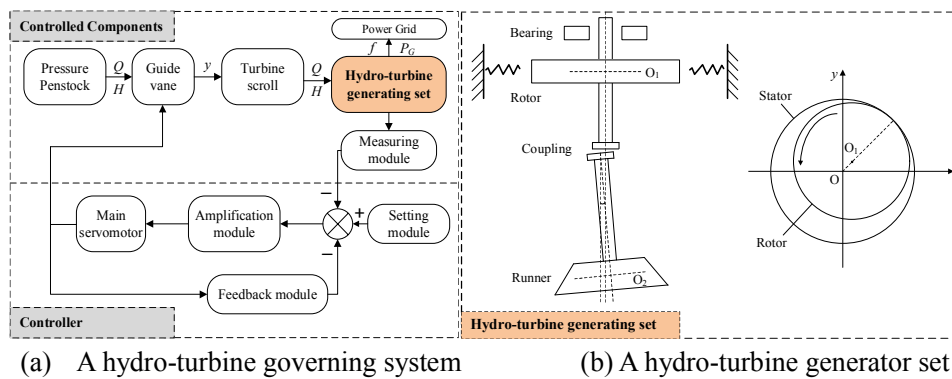 Controlled Components
Power Grid
f P_G
Pressure
Penstock
Q
H
Guide
vane
y
Turbine
scroll
Q
H
Hydro-turbine
generating set
Measuring
module
Main
servomotor
Amplification
module
−
+
−
Setting
module
Feedback module
Controller
Bearing
O₁
Rotor
Coupling
Runner
O₂
Hydro-turbine generating set
y
Stator
O₁
O
Rotor
(a) A hydro-turbine governing system
(b) A hydro-turbine generator set